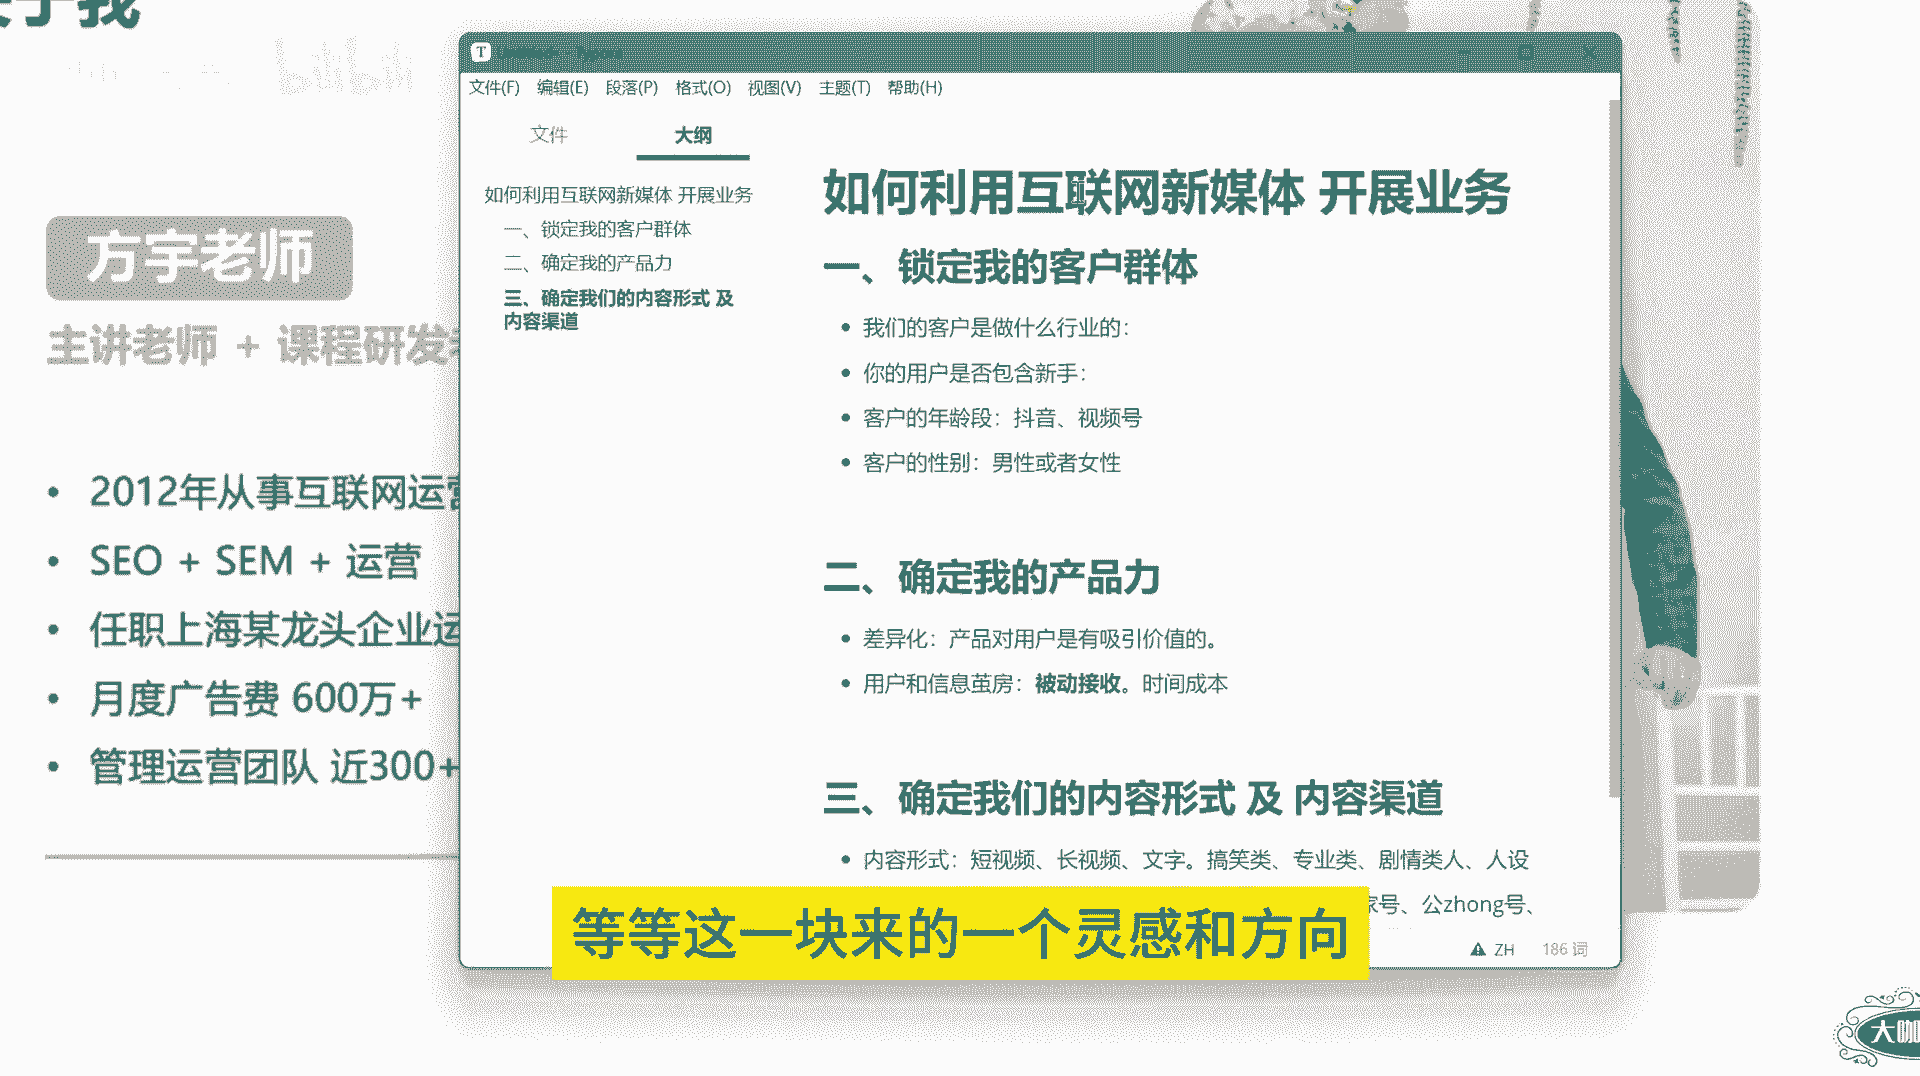 于我
bilibili
方宇老师
主讲老师 + 课程研发
• 2012年从事互联网运营
• SEO + SEM + 运营
• 任职上海某龙头企业运
• 月度广告费 600万+
• 管理运营团队 近300+
T
文件(F) 编辑(E) 段落(P) 格式(O) 视图(V) 主题(T) 帮助(H)
文件 大纲
如何利用互联网新媒体 开展业务
一、锁定我的客户群体
二、确定我的产品力
三、确定我们的内容形式 及
内容渠道
如何利用互联网新媒体 开展业务
一、锁定我的客户群体
• 我们的客户是做什么行业的：
• 你的用户是否包含新手：
• 客户的年龄段：抖音、视频号
• 客户的性别：男性或者女性
二、确定我的产品力
• 差异化：产品对用户是有吸引价值的。
• 用户和信息茧房：被动接收。时间成本
三、确定我们的内容形式 及 内容渠道
• 内容形式：短视频、长视频、文字。搞笑类、专业类、剧情类人、人设
家号、公zhong号、
等等这一块来的一个灵感和方向
ZH 186 词
大咖